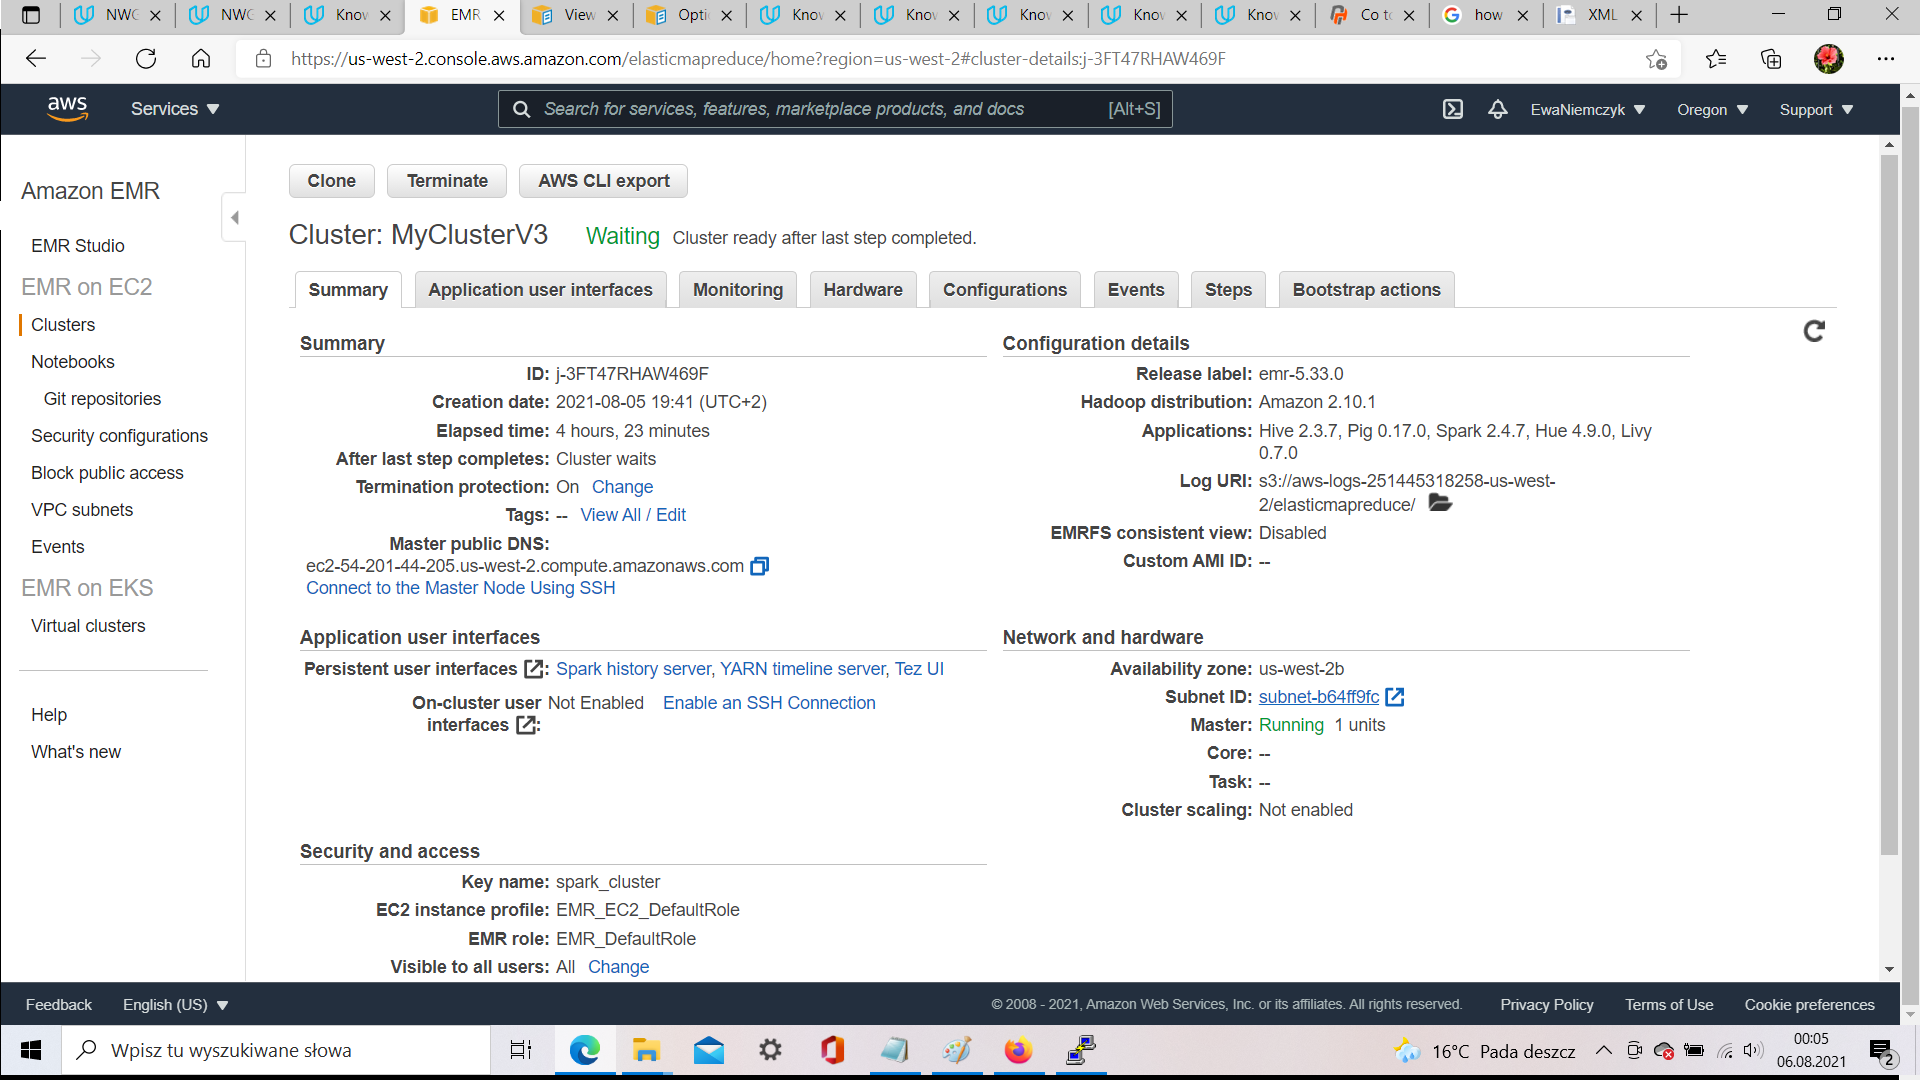 NWC
NWC
Know
EMR
View
Opti
Know
Know
Know
Know
Know
Co to
how
XML
https://us-west-2.console.aws.amazon.com/elasticmapreduce/home?region=us-west-2#cluster-details:j-3FT47RHAW469F
aws
Services
Search for services, features, marketplace products, and docs [Alt+S]
EwaNiemczyk
Oregon
Support
Amazon EMR
EMR Studio
EMR on EC2
Clusters
Notebooks
Git repositories
Security configurations
Block public access
VPC subnets
Events
EMR on EKS
Virtual clusters
Help
What's new
Clone
Terminate
AWS CLI export
Cluster: MyClusterV3 Waiting Cluster ready after last step completed.
Summary
Application user interfaces
Monitoring
Hardware
Configurations
Events
Steps
Bootstrap actions
Summary
ID: j-3FT47RHAW469F
Creation date: 2021-08-05 19:41 (UTC+2)
Elapsed time: 4 hours, 23 minutes
After last step completes: Cluster waits
Termination protection: On Change
Tags: -- View All / Edit
Master public DNS:
ec2-54-201-44-205.us-west-2.compute.amazonaws.com
Connect to the Master Node Using SSH
Configuration details
Release label: emr-5.33.0
Hadoop distribution: Amazon 2.10.1
Applications: Hive 2.3.7, Pig 0.17.0, Spark 2.4.7, Hue 4.9.0, Livy
0.7.0
Log URI: s3://aws-logs-251445318258-us-west-
2/elasticmapreduce/
EMRFS consistent view: Disabled
Custom AMI ID: --
Application user interfaces
Persistent user interfaces : Spark history server, YARN timeline server, Tez UI
On-cluster user Not Enabled Enable an SSH Connection
interfaces :
Network and hardware
Availability zone: us-west-2b
Subnet ID: subnet-b64ff9fc
Master: Running 1 units
Core: --
Task: --
Cluster scaling: Not enabled
Security and access
Key name: spark_cluster
EC2 instance profile: EMR_EC2_DefaultRole
EMR role: EMR_DefaultRole
Visible to all users: All Change
Feedback
English (US)
© 2008 - 2021, Amazon Web Services, Inc. or its affiliates. All rights reserved.
Privacy Policy
Terms of Use
Cookie preferences
Wpisz tu wyszukiwane słowa
16°C Pada deszcz
00:05
06.08.2021
2